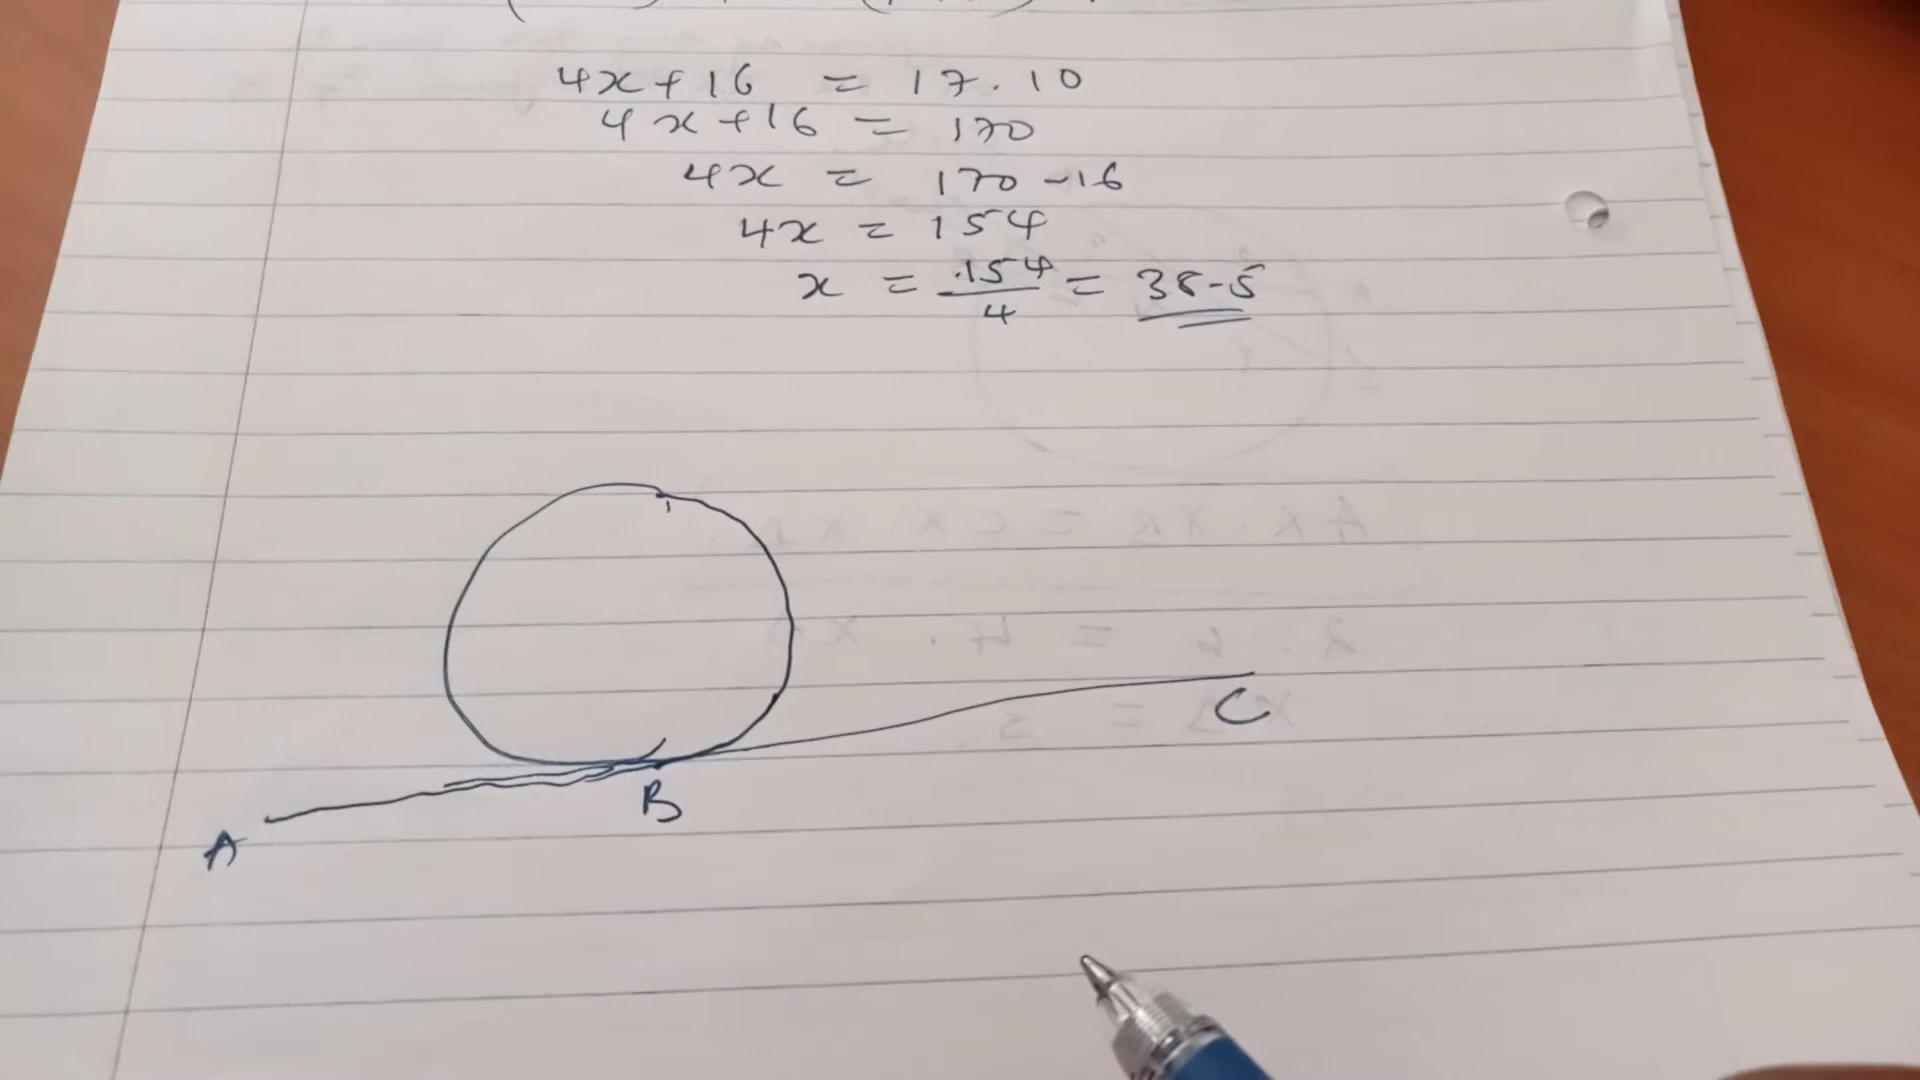 4x+16 = 17.10
4x+16 = 170
4x = 170-16
4x = 154
x = 154/4 = 38.5
C
B
A